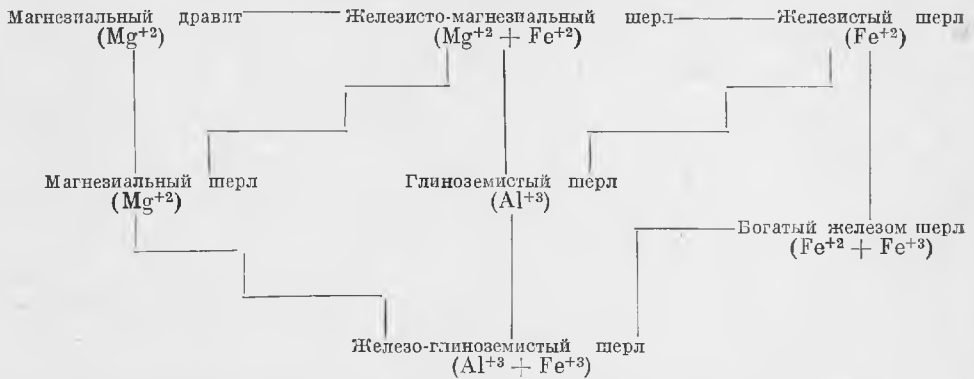 Магнезиальный дравит Железисто-магнезиальный шерл Железистый шерл
(Mg+2) (Mg+2 + Fe+2) (Fe+2)
Магнезиальный шерл Глиноземистый шерл
(Mg+2) (Al+3)
Богатый железом шерл
(Fe+2 + Fe+3)
Железо-глиноземистый шерл
(Al+3 + Fe+3)